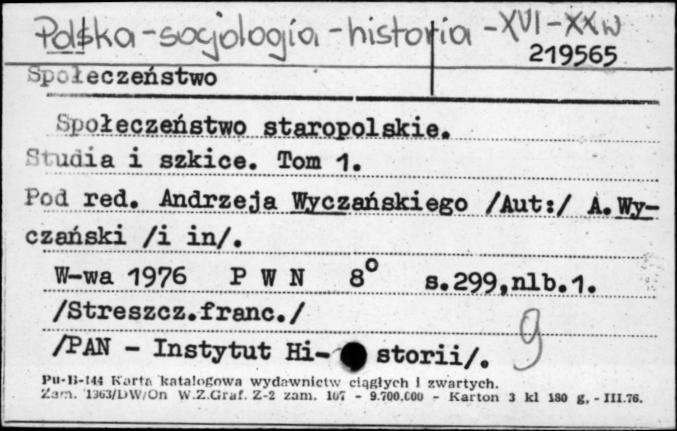 Polska - socjologia - historia - XVI-XX w
219565
Społeczeństwo
Społeczeństwo staropolskie.
Studia i szkice. Tom 1.
Pod red. Andrzeja Wyczańskiego /Aut:/ A.Wy-
czański /i in/.
W-wa 1976 P W N 8° s.299,nlb.1.
/Streszcz.franc./
/PAN - Instytut Hi- storii/.
g
Pu-B-144 Karta katalogowa wydawnictw ciągłych i zwartych.
Zam. 1363/DW/On W.Z.Graf. Z-2 zam. 107 - 9.700.000 - Karton 3 kl 180 g. - III.76.